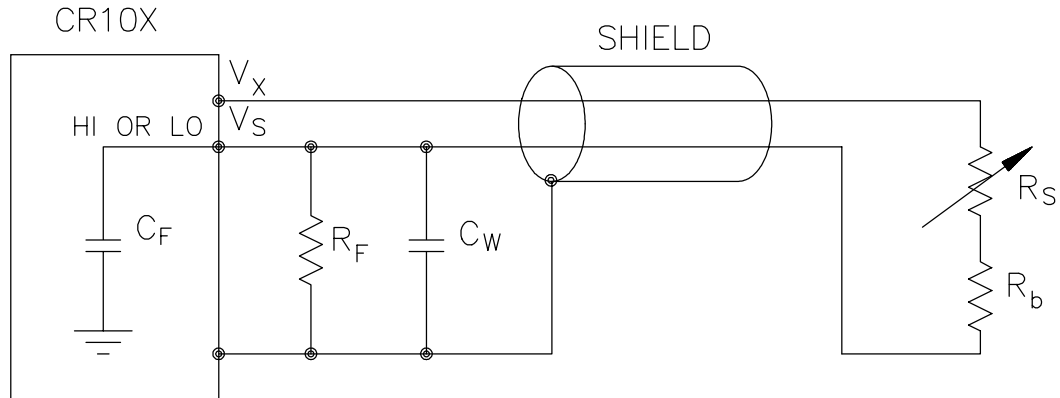 CR10X
SHIELD
VX
VS
HI OR LO
CF
RF
CW
RS
Rb